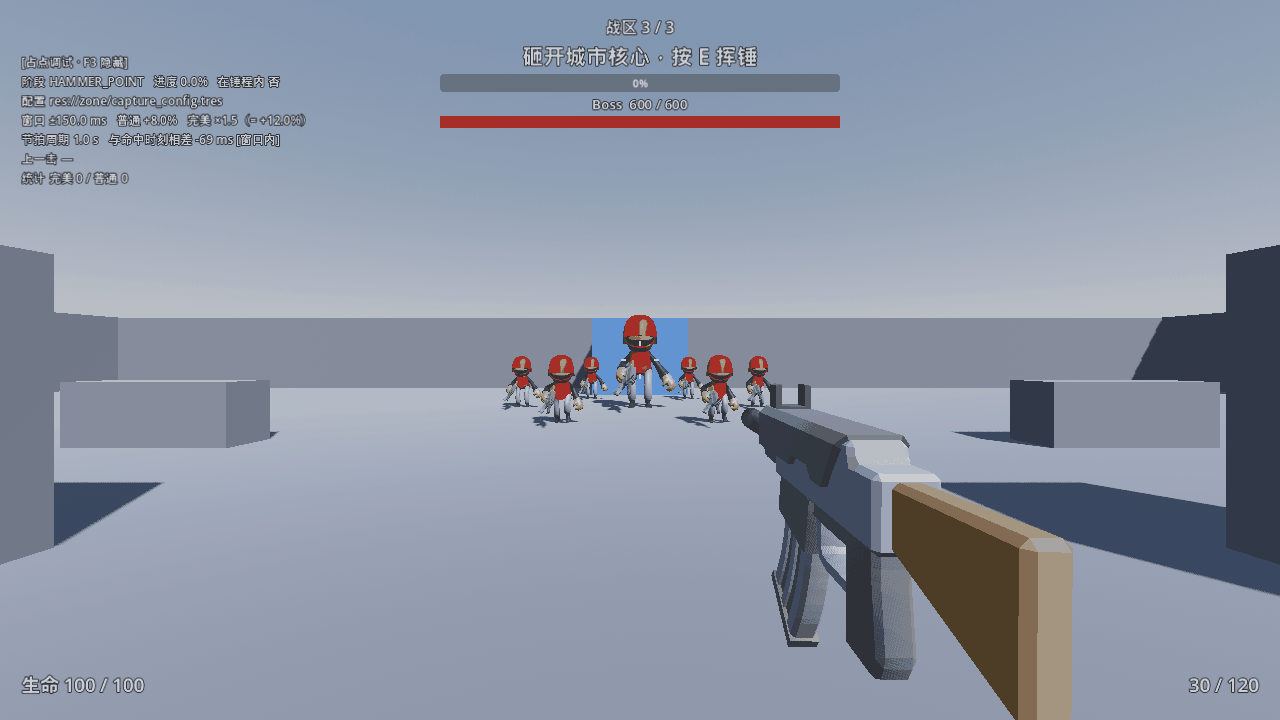 战区 3 / 3
砸开城市核心 · 按 E 挥锤
0%
Boss 600 / 600
[占点调试 · F3 隐藏]
阶段 HAMMER_POINT 进度 0.0% 在锤程内 否
配置 res://zone/capture_config.tres
窗口 ±150.0 ms 普通 +8.0% 完美 ×1.5（= +12.0%）
节拍周期 1.0 s 与命中时刻相差 -69 ms [窗口内]
上一击 —
统计 完美 0 / 普通 0
生命 100 / 100
30 / 120